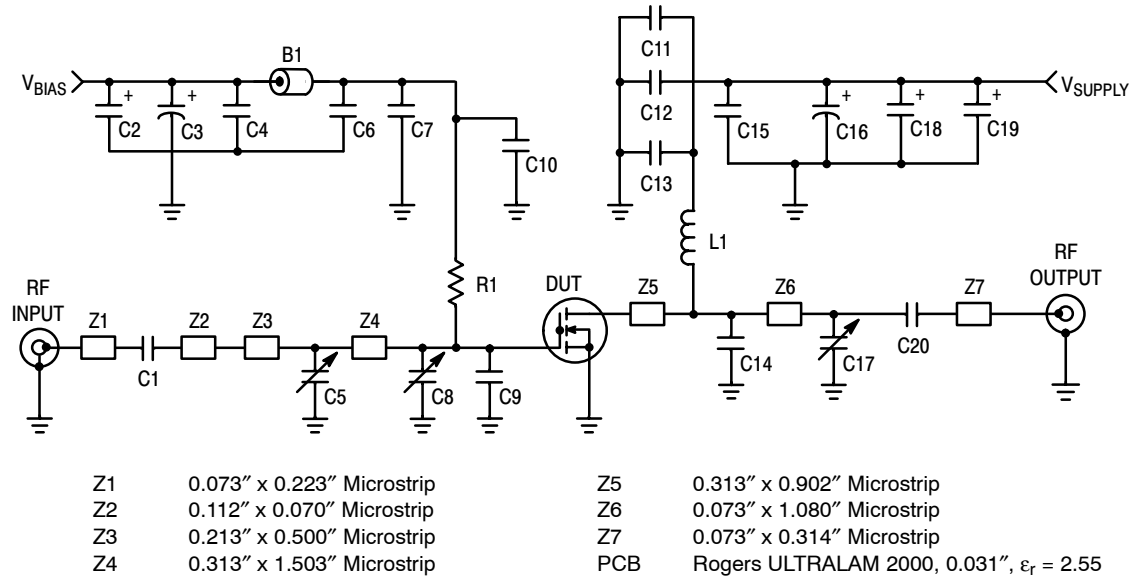 C11
B1
V_BIAS
+
+
C2
C3
C4
C6
C7
C10
C12
C13
V_SUPPLY
+
+
+
C15
C16
C18
C19
L1
R1
RF
INPUT
Z1
C1
Z2
Z3
Z4
C5
C8
C9
DUT
Z5
Z6
Z7
C14
C17
C20
RF
OUTPUT
Z1 0.073″ x 0.223″ Microstrip
Z2 0.112″ x 0.070″ Microstrip
Z3 0.213″ x 0.500″ Microstrip
Z4 0.313″ x 1.503″ Microstrip
Z5 0.313″ x 0.902″ Microstrip
Z6 0.073″ x 1.080″ Microstrip
Z7 0.073″ x 0.314″ Microstrip
PCB Rogers ULTRALAM 2000, 0.031″, εr = 2.55